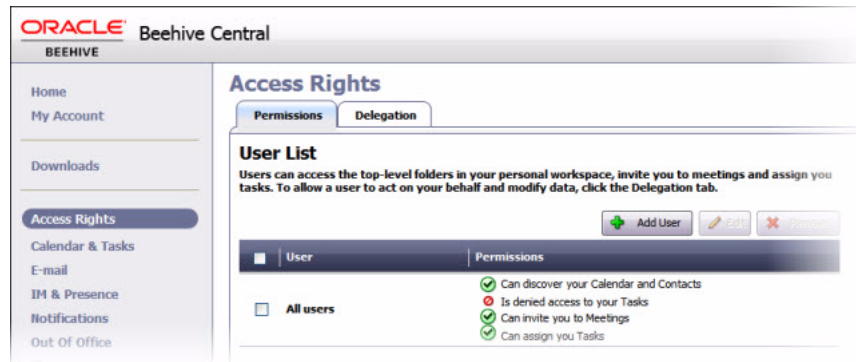 ORACLE Beehive Central
BEEHIVE
Home
My Account
Downloads
Access Rights
Calendar & Tasks
E-mail
IM & Presence
Notifications
Out Of Office
Access Rights
Permissions Delegation
User List
Users can access the top-level folders in your personal workspace, invite you to meetings and assign you
tasks. To allow a user to act on your behalf and modify data, click the Delegation tab.
Add User Edit
User Permissions
All users
Can discover your Calendar and Contacts
Is denied access to your Tasks
Can invite you to Meetings
Can assign you Tasks